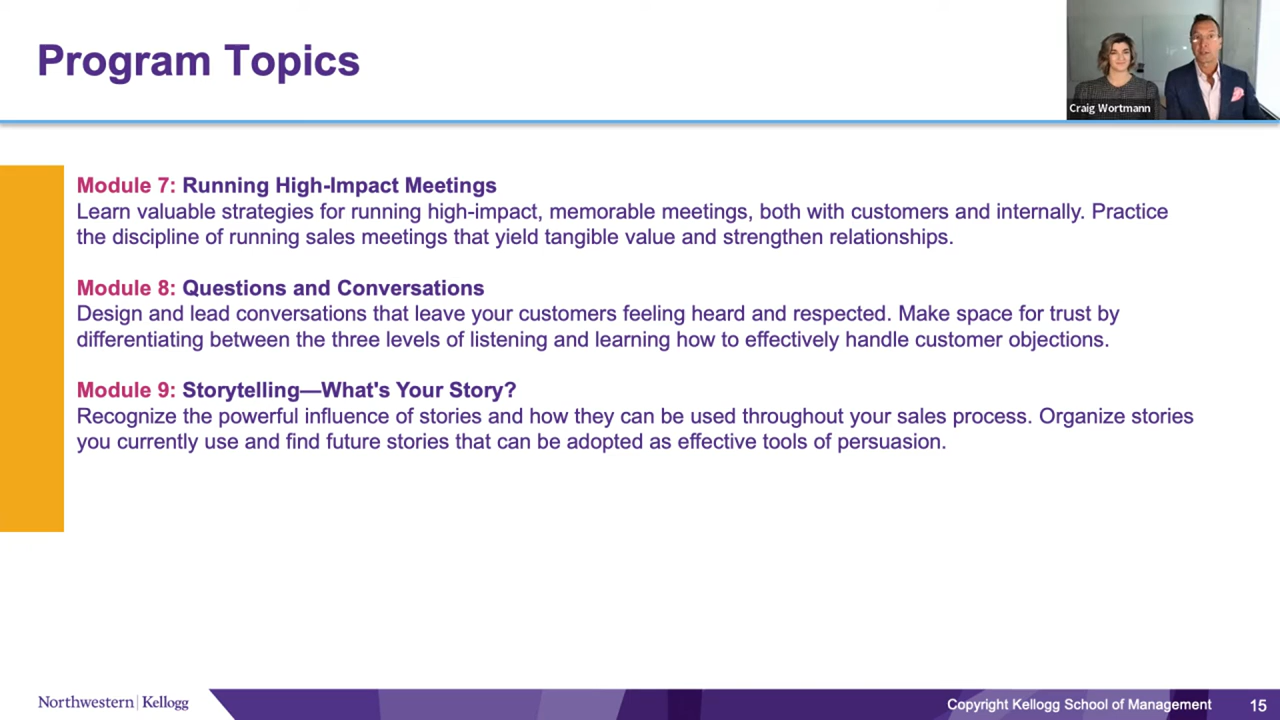 Program Topics
Craig Wortmann
Module 7: Running High-Impact Meetings
Learn valuable strategies for running high-impact, memorable meetings, both with customers and internally. Practice
the discipline of running sales meetings that yield tangible value and strengthen relationships.
Module 8: Questions and Conversations
Design and lead conversations that leave your customers feeling heard and respected. Make space for trust by
differentiating between the three levels of listening and learning how to effectively handle customer objections.
Module 9: Storytelling—What's Your Story?
Recognize the powerful influence of stories and how they can be used throughout your sales process. Organize stories
you currently use and find future stories that can be adopted as effective tools of persuasion.
Northwestern | Kellogg
Copyright Kellogg School of Management 15